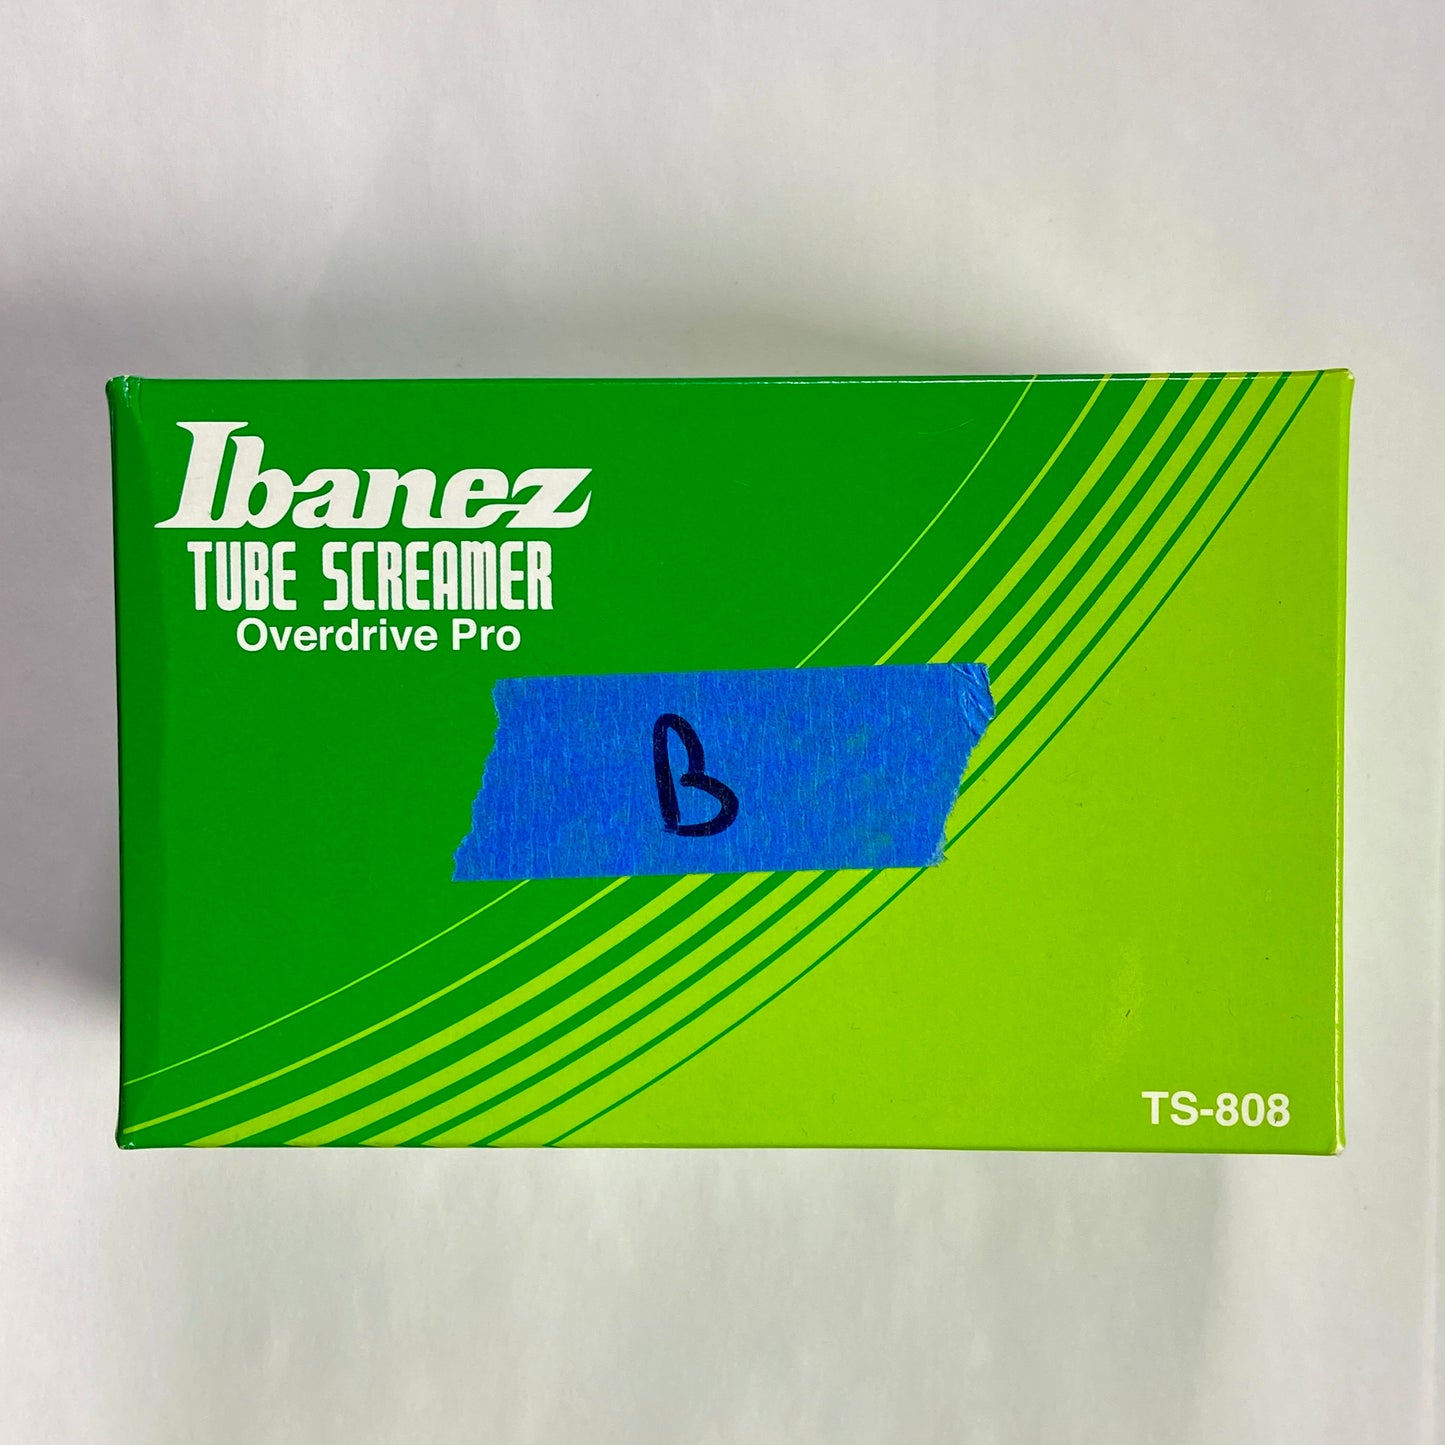 Ibanez
TUBE SCREAMER
Overdrive Pro
B
TS-808